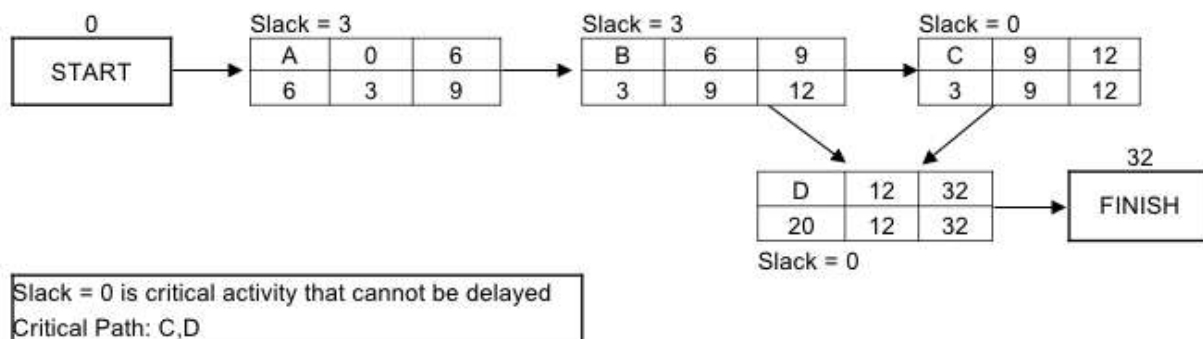 0
START
Slack = 3
A 0 6
6 3 9
Slack = 3
B 6 9
3 9 12
Slack = 0
C 9 12
3 9 12
D 12 32
20 12 32
Slack = 0
32
FINISH
Slack = 0 is critical activity that cannot be delayed
Critical Path: C,D